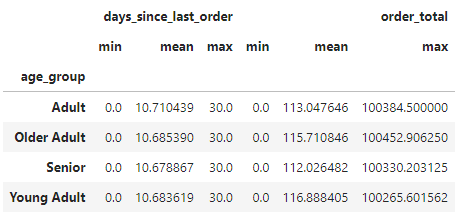 days_since_last_order order_total
min mean max min mean max
age_group
Adult 0.0 10.710439 30.0 0.0 113.047646 100384.500000
Older Adult 0.0 10.685390 30.0 0.0 115.710846 100452.906250
Senior 0.0 10.678867 30.0 0.0 112.026482 100330.203125
Young Adult 0.0 10.683619 30.0 0.0 116.888405 100265.601562